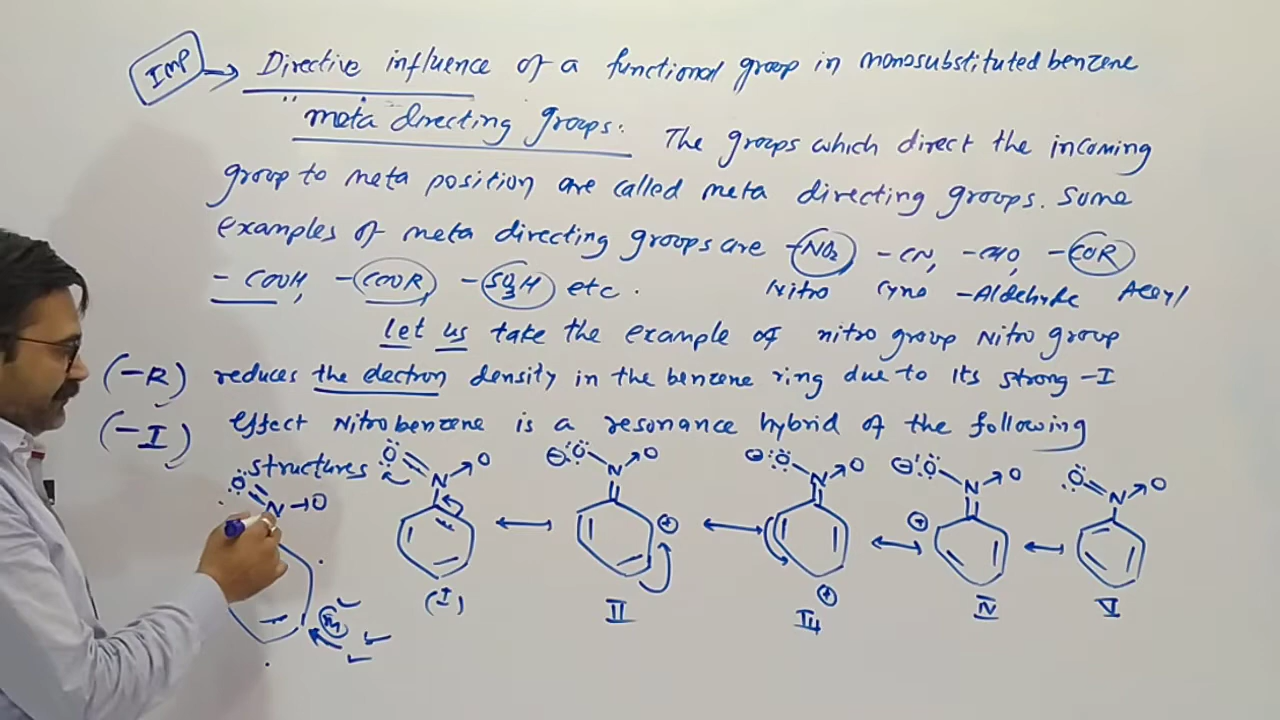 IMP → Directive influence of a functional group in monosubstituted benzene
"meta directing groups: The groups which direct the incoming
group to meta position are called meta directing groups. Some
examples of meta directing groups are -NO₂ -CN, -CHO, -COR
- COOH, -COOR, -SO₃H etc.
Nitro Cyno -Aldehyde Acyl
Let us take the example of nitro group Nitro group
(-R) reduces the electron density in the benzene ring due to its strong -I
(-I) effect Nitrobenzene is a resonance hybrid of the following
structures
Ö N → O
Ö N → O
⊖ :Ö N → O
⊖ :Ö N → O
⊖ :Ö N → O
:Ö N → O
⊕
⊕
⊕
m
(I) II III IV V